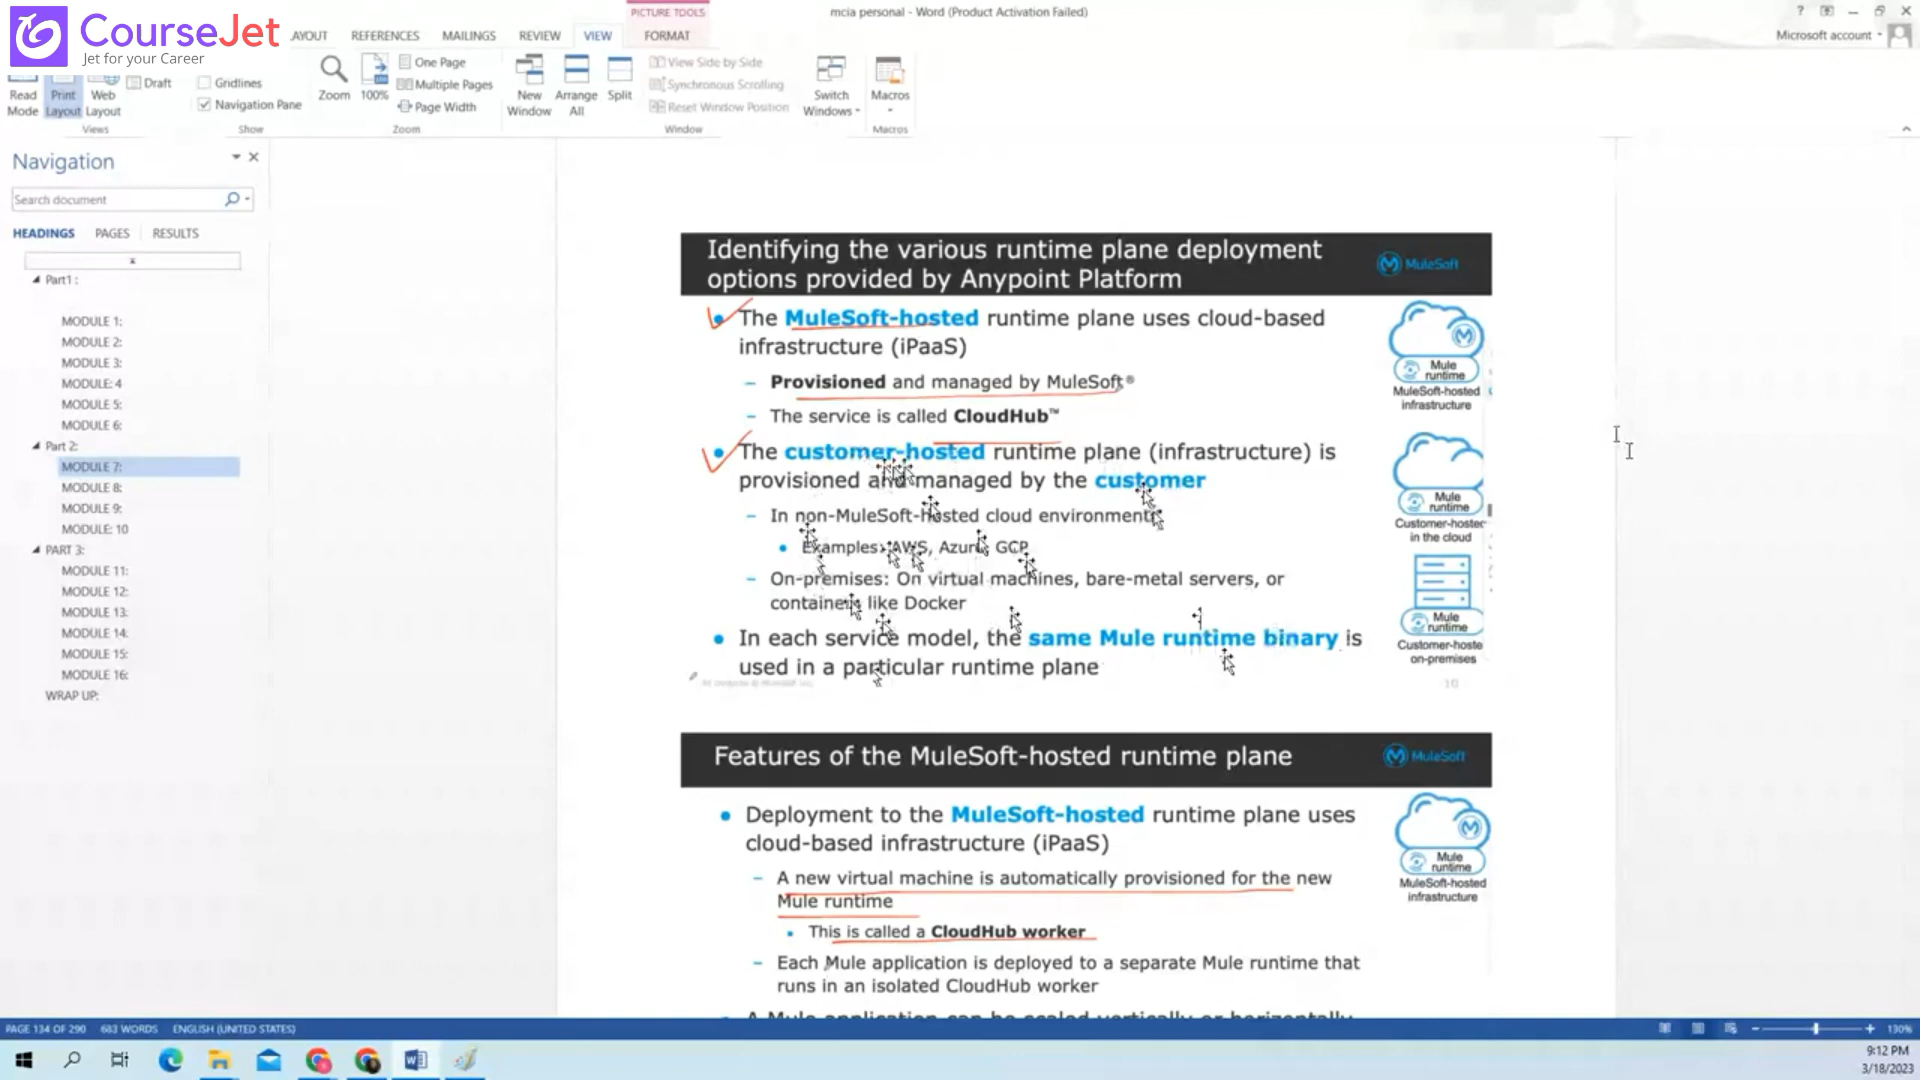 CourseJet
Jet for your Career
PICTURE TOOLS
mcia personal - Word (Product Activation Failed)
AYOUT REFERENCES MAILINGS REVIEW VIEW FORMAT
Microsoft account
Read Mode
Print Layout
Web Layout
Draft
Views
Gridlines
Navigation Pane
Show
Zoom
100%
One Page
Multiple Pages
Page Width
Zoom
New Window
Arrange All
Split
View Side by Side
Synchronous Scrolling
Reset Window Position
Window
Switch Windows
Macros
Macros
Navigation
Search document
HEADINGS PAGES RESULTS
Part1 :
MODULE 1:
MODULE 2:
MODULE 3:
MODULE: 4
MODULE 5:
MODULE 6:
Part 2:
MODULE 7:
MODULE 8:
MODULE 9:
MODULE: 10
PART 3:
MODULE 11:
MODULE 12:
MODULE 13:
MODULE 14:
MODULE 15:
MODULE 16:
WRAP UP:
Identifying the various runtime plane deployment
options provided by Anypoint Platform
MuleSoft
• The MuleSoft-hosted runtime plane uses cloud-based
infrastructure (iPaaS)
– Provisioned and managed by MuleSoft®
– The service is called CloudHub™
• The customer-hosted runtime plane (infrastructure) is
provisioned and managed by the customer
– In non-MuleSoft-hosted cloud environments
• Examples: AWS, Azure, GCP
– On-premises: On virtual machines, bare-metal servers, or
containers like Docker
• In each service model, the same Mule runtime binary is
used in a particular runtime plane
Mule
runtime
MuleSoft-hosted
infrastructure
Mule
runtime
Customer-hosted
in the cloud
Mule
runtime
Customer-hoste
on-premises
10
Features of the MuleSoft-hosted runtime plane
MuleSoft
• Deployment to the MuleSoft-hosted runtime plane uses
cloud-based infrastructure (iPaaS)
– A new virtual machine is automatically provisioned for the new
Mule runtime
▪ This is called a CloudHub worker
– Each Mule application is deployed to a separate Mule runtime that
runs in an isolated CloudHub worker
• A Mule application can be scaled vertically or horizontally
Mule
runtime
MuleSoft-hosted
infrastructure
PAGE 134 OF 290 683 WORDS ENGLISH (UNITED STATES)
130%
9:12 PM
3/18/2023